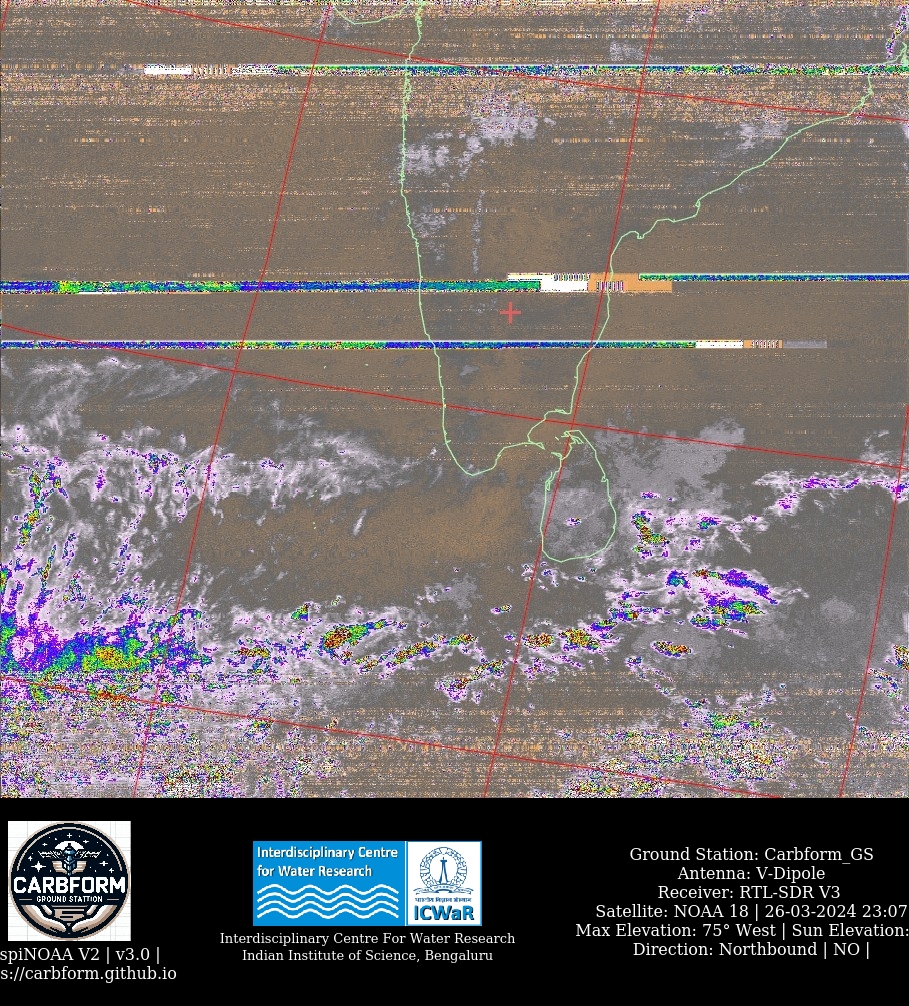 CARBFORM
GROUND STATION
spiNOAA V2 | v3.0 |
s://carbform.github.io
Interdisciplinary Centre
for Water Research
भारतीय विज्ञान संस्थान
ICWaR
Interdisciplinary Centre For Water Research
Indian Institute of Science, Bengaluru
Ground Station: Carbform_GS
Antenna: V-Dipole
Receiver: RTL-SDR V3
Satellite: NOAA 18 | 26-03-2024 23:07
Max Elevation: 75° West | Sun Elevation:
Direction: Northbound | NO |